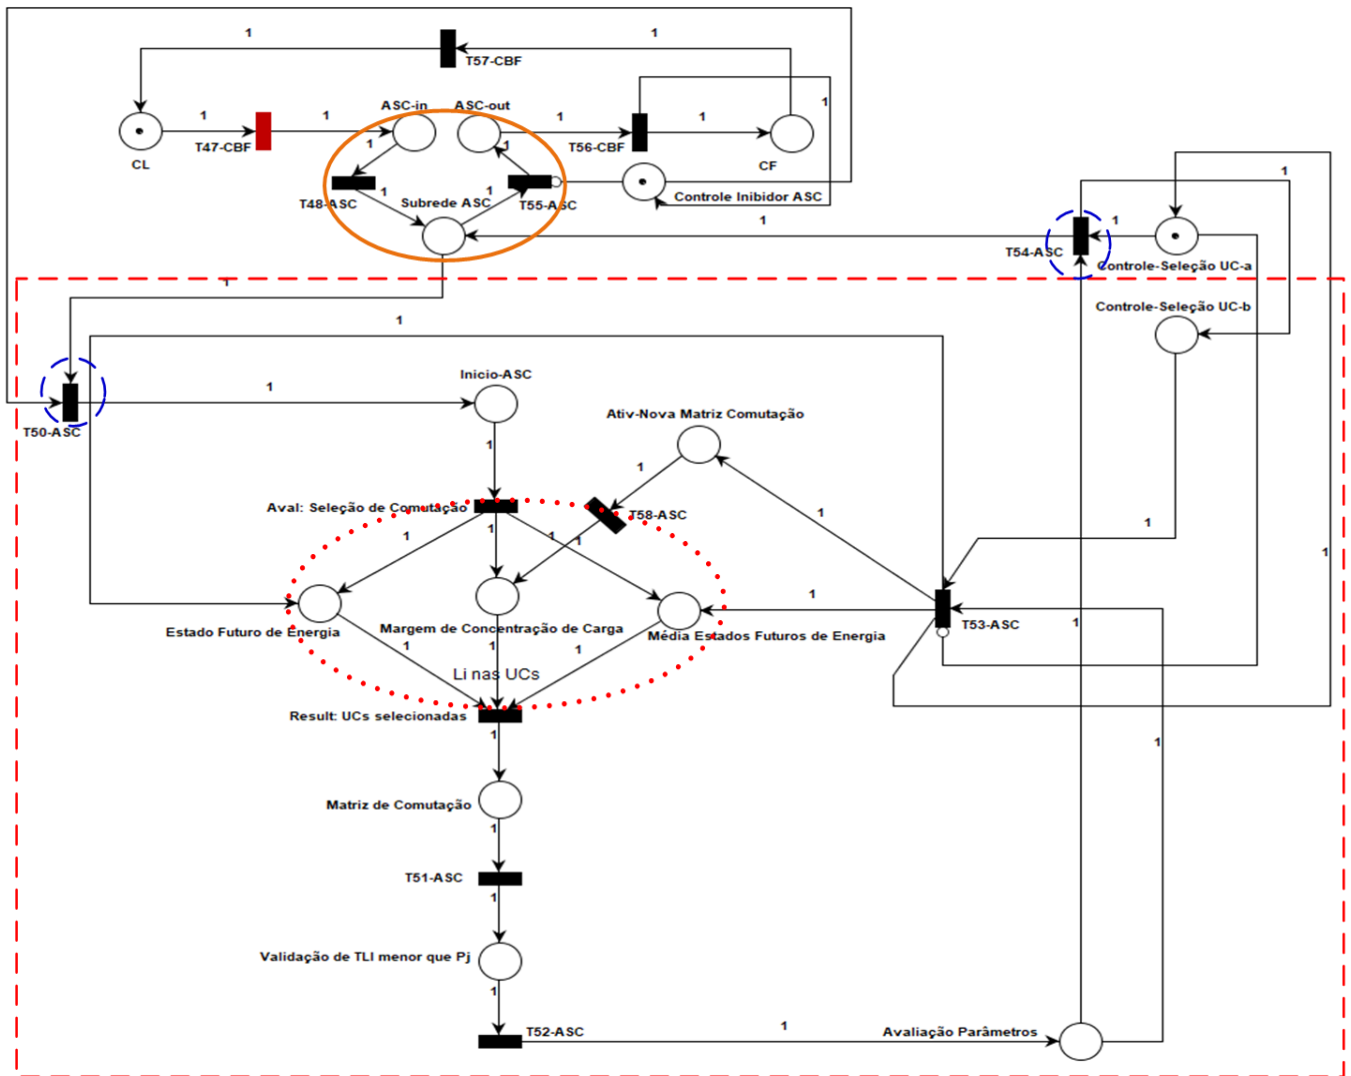 1
1
T57-CBF
ASC-in
ASC-out
1
1
1
1
1
T47-CBF
T56-CBF
CL
CF
1
1
T48-ASC
1
Subrede ASC
1
T55-ASC
Controle Inibidor ASC
1
1
1
T54-ASC
Controle-Seleção UC-a
1
Controle-Seleção UC-b
1
Inicio-ASC
1
Ativ-Nova Matriz Comutação
T50-ASC
1
1
Aval: Seleção de Comutação
T58-ASC
1
1
1
1
1
1
1
1
T53-ASC
1
Estado Futuro de Energia
Margem de Concentração de Carga
Média Estados Futuros de Energia
1
1
1
Li nas UCs
Result: UCs selecionadas
1
1
Matriz de Comutação
1
T51-ASC
1
Validação de TLI menor que Pj
1
T52-ASC
1
Avaliação Parâmetros